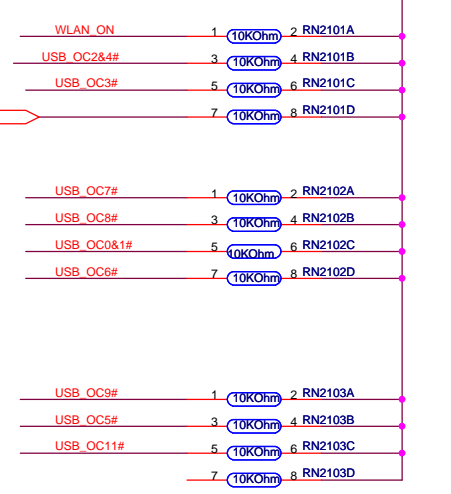 WLAN_ON 1 10KOhm 2 RN2101A
USB_OC2&4# 3 10KOhm 4 RN2101B
USB_OC3# 5 10KOhm 6 RN2101C
7 10KOhm 8 RN2101D
USB_OC7# 1 10KOhm 2 RN2102A
USB_OC8# 3 10KOhm 4 RN2102B
USB_OC0&1# 5 10KOhm 6 RN2102C
USB_OC6# 7 10KOhm 8 RN2102D
USB_OC9# 1 10KOhm 2 RN2103A
USB_OC5# 3 10KOhm 4 RN2103B
USB_OC11# 5 10KOhm 6 RN2103C
7 10KOhm 8 RN2103D